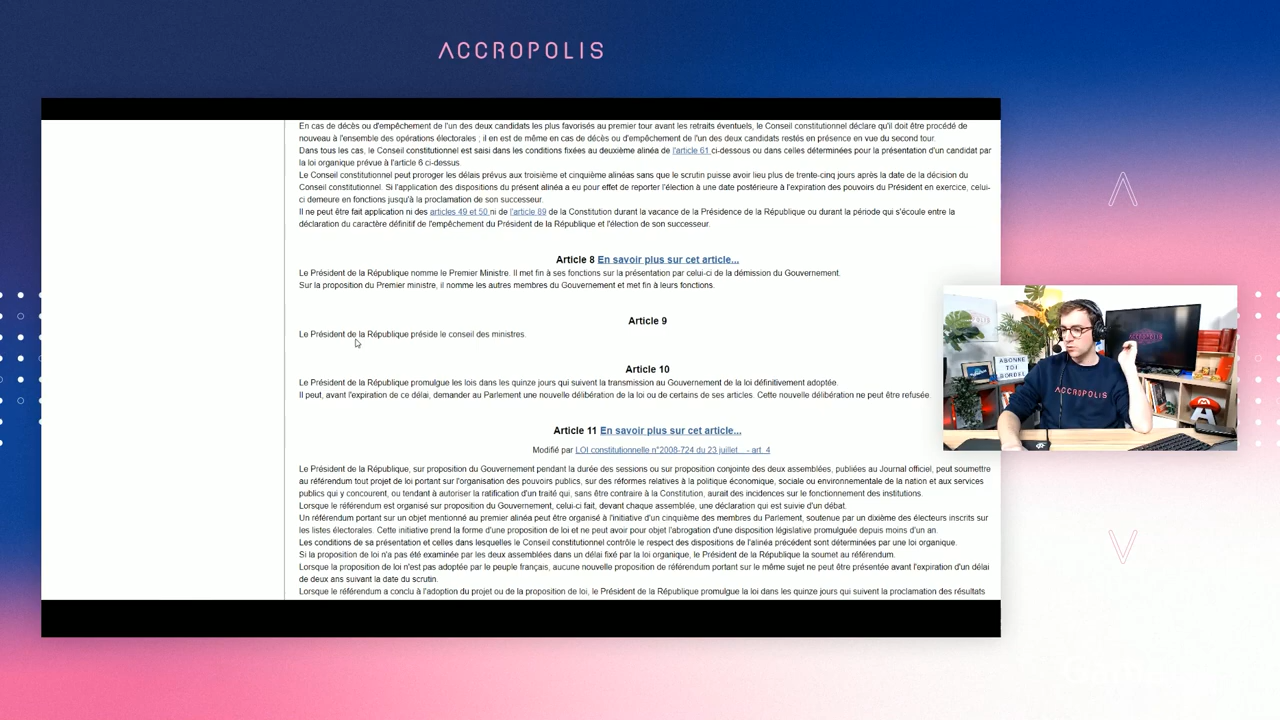 ACCROPOLIS
En cas de décès ou d'empêchement de l'un des deux candidats les plus favorisés au premier tour avant les retraits éventuels, le Conseil constitutionnel déclare qu'il doit être procédé de
nouveau à l'ensemble des opérations électorales ; il en est de même en cas de décès ou d'empêchement de l'un des deux candidats restés en présence en vue du second tour.
Dans tous les cas, le Conseil constitutionnel est saisi dans les conditions fixées au deuxième alinéa de l'article 61 ci-dessous ou dans celles déterminées pour la présentation d'un candidat par
la loi organique prévue à l'article 6 ci-dessus.
Le Conseil constitutionnel peut proroger les délais prévus aux troisième et cinquième alinéas sans que le scrutin puisse avoir lieu plus de trente-cinq jours après la date de la décision du
Conseil constitutionnel. Si l'application des dispositions du présent alinéa a eu pour effet de reporter l'élection à une date postérieure à l'expiration des pouvoirs du Président en exercice, celui-
ci demeure en fonctions jusqu'à la proclamation de son successeur.
Il ne peut être fait application ni des articles 49 et 50 ni de l'article 89 de la Constitution durant la vacance de la Présidence de la République ou durant la période qui s'écoule entre la
déclaration du caractère définitif de l'empêchement du Président de la République et l'élection de son successeur.
Article 8 En savoir plus sur cet article...
Le Président de la République nomme le Premier Ministre. Il met fin à ses fonctions sur la présentation par celui-ci de la démission du Gouvernement.
Sur la proposition du Premier ministre, il nomme les autres membres du Gouvernement et met fin à leurs fonctions.
Article 9
Le Président de la République préside le conseil des ministres.
Article 10
Le Président de la République promulgue les lois dans les quinze jours qui suivent la transmission au Gouvernement de la loi définitivement adoptée.
Il peut, avant l'expiration de ce délai, demander au Parlement une nouvelle délibération de la loi ou de certains de ses articles. Cette nouvelle délibération ne peut être refusée.
Article 11 En savoir plus sur cet article...
Modifié par LOI constitutionnelle n°2008-724 du 23 juillet - art. 4
Le Président de la République, sur proposition du Gouvernement pendant la durée des sessions ou sur proposition conjointe des deux assemblées, publiées au Journal officiel, peut soumettre
au référendum tout projet de loi portant sur l'organisation des pouvoirs publics, sur des réformes relatives à la politique économique, sociale ou environnementale de la nation et aux services
publics qui y concourent, ou tendant à autoriser la ratification d'un traité qui, sans être contraire à la Constitution, aurait des incidences sur le fonctionnement des institutions.
Lorsque le référendum est organisé sur proposition du Gouvernement, celui-ci fait, devant chaque assemblée, une déclaration qui est suivie d'un débat.
Un référendum portant sur un objet mentionné au premier alinéa peut être organisé à l'initiative d'un cinquième des membres du Parlement, soutenue par un dixième des électeurs inscrits sur
les listes électorales. Cette initiative prend la forme d'une proposition de loi et ne peut avoir pour objet l'abrogation d'une disposition législative promulguée depuis moins d'un an.
Les conditions de sa présentation et celles dans lesquelles le Conseil constitutionnel contrôle le respect des dispositions de l'alinéa précédent sont déterminées par une loi organique.
Si la proposition de loi n'a pas été examinée par les deux assemblées dans un délai fixé par la loi organique, le Président de la République la soumet au référendum.
Lorsque la proposition de loi n'est pas adoptée par le peuple français, aucune nouvelle proposition de référendum portant sur le même sujet ne peut être présentée avant l'expiration d'un délai
de deux ans suivant la date du scrutin.
Lorsque le référendum a conclu à l'adoption du projet ou de la proposition de loi, le Président de la République promulgue la loi dans les quinze jours qui suivent la proclamation des résultats
ABONNE
TOI
BORDEL
ACCROPOLIS